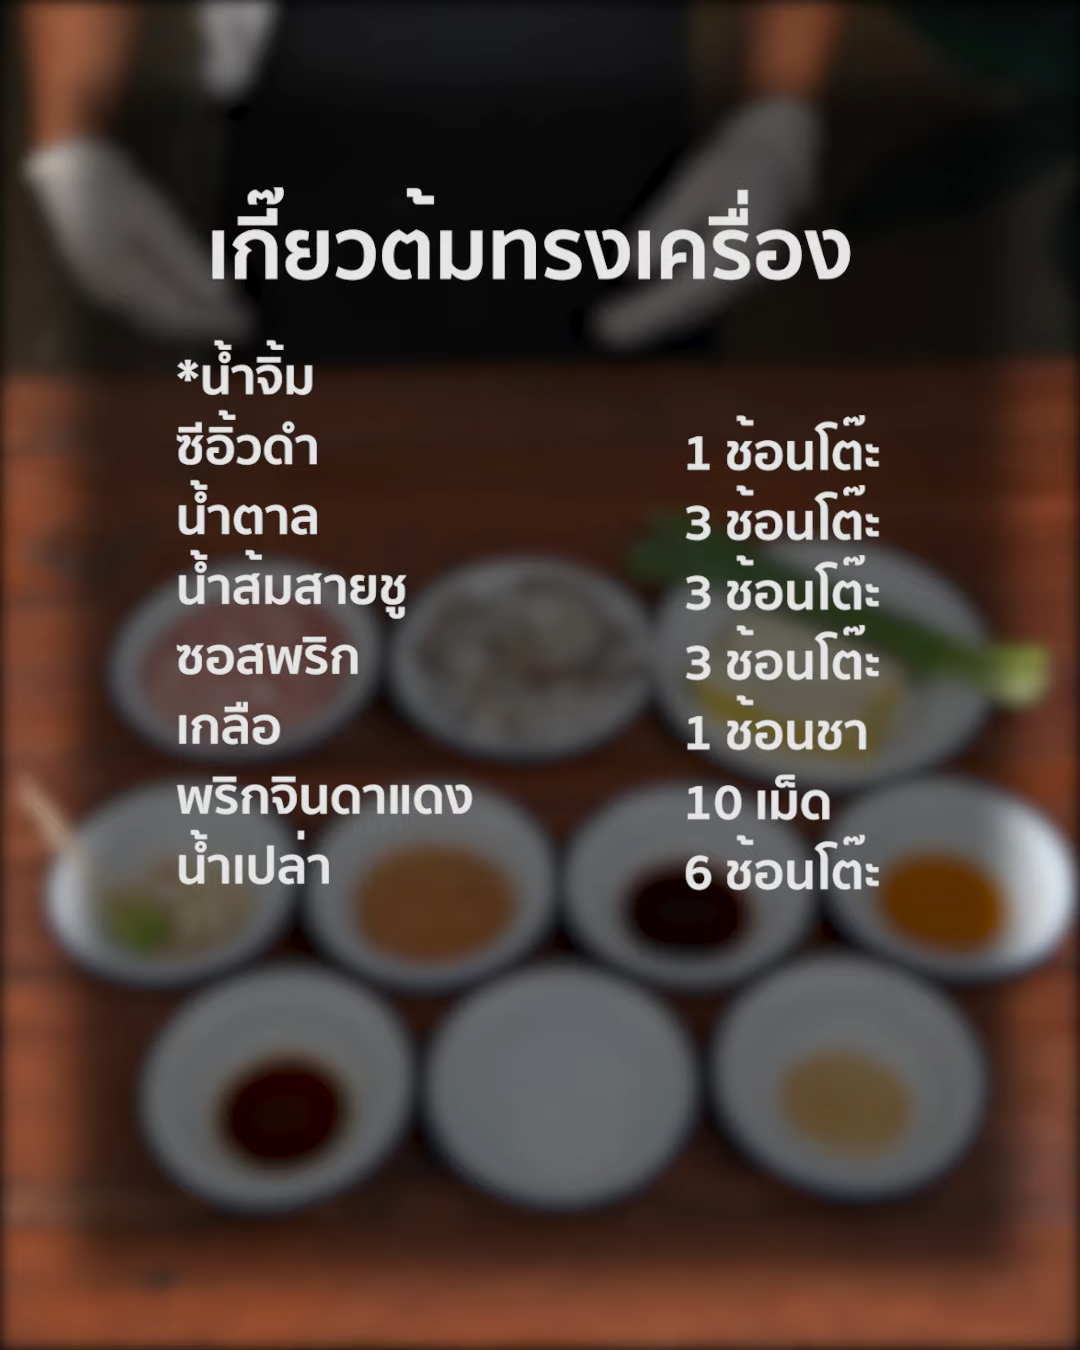 เกี๊ยวต้มทรงเครื่อง
*น้ำจิ้ม
ซีอิ้วดำ 1 ช้อนโต๊ะ
น้ำตาล 3 ช้อนโต๊ะ
น้ำส้มสายชู 3 ช้อนโต๊ะ
ซอสพริก 3 ช้อนโต๊ะ
เกลือ 1 ช้อนชา
พริกจินดาแดง 10 เม็ด
น้ำเปล่า 6 ช้อนโต๊ะ